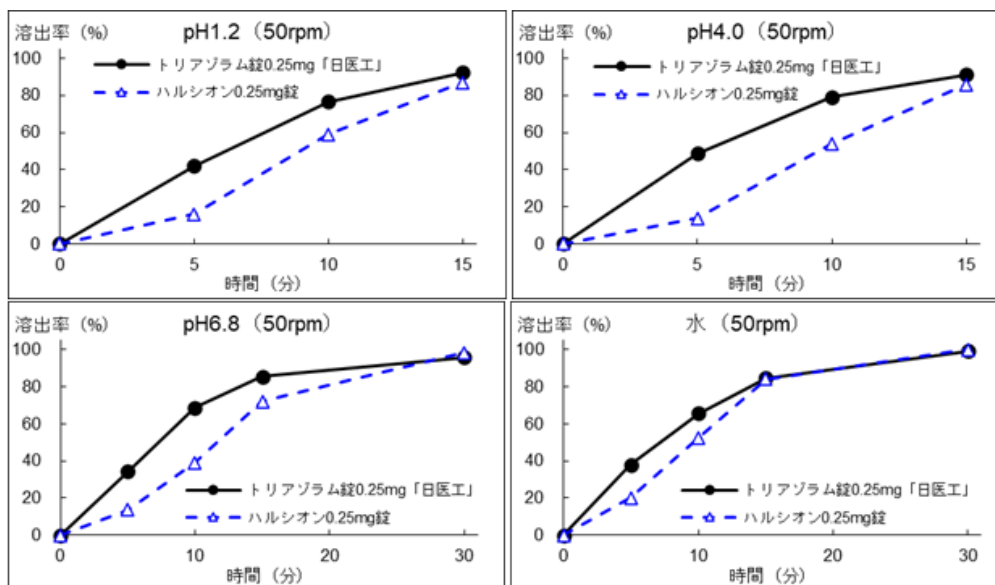 溶出率 (%)
pH1.2（50rpm）
トリアゾラム錠0.25mg「日医工」
ハルシオン0.25mg錠
100
80
60
40
20
0
0
5
10
15
時間（分）
溶出率 (%)
pH4.0（50rpm）
トリアゾラム錠0.25mg「日医工」
ハルシオン0.25mg錠
100
80
60
40
20
0
0
5
10
15
時間（分）
溶出率 (%)
pH6.8（50rpm）
100
80
60
40
20
0
トリアゾラム錠0.25mg「日医工」
ハルシオン0.25mg錠
0
10
20
30
時間（分）
溶出率 (%)
水（50rpm）
100
80
60
40
20
0
トリアゾラム錠0.25mg「日医工」
ハルシオン0.25mg錠
0
10
20
30
時間（分）